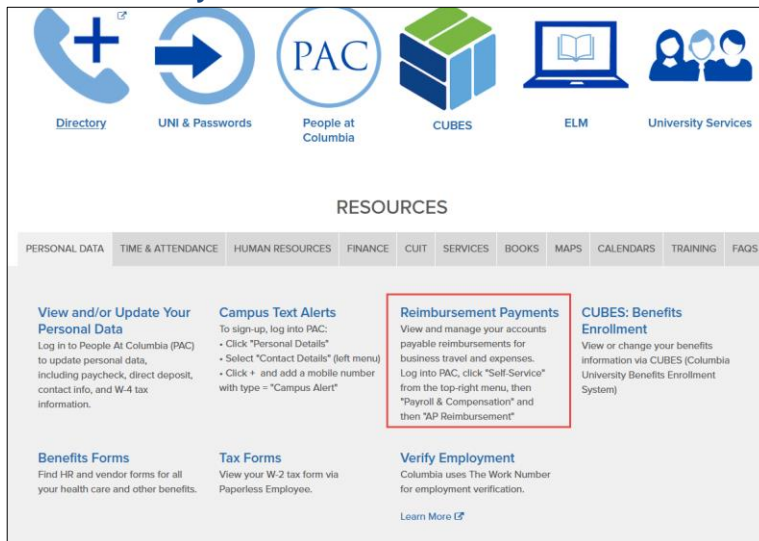 PAC
Directory
UNI & Passwords
People at
Columbia
CUBES
ELM
University Services
RESOURCES
PERSONAL DATA TIME & ATTENDANCE HUMAN RESOURCES FINANCE CUIT SERVICES BOOKS MAPS CALENDARS TRAINING FAQS
View and/or Update Your
Personal Data
Log in to People At Columbia (PAC)
to update personal data,
including paycheck, direct deposit,
contact info, and W-4 tax
information.
Campus Text Alerts
To sign-up, log into PAC:
• Click "Personal Details"
• Select "Contact Details" (left menu)
• Click + and add a mobile number
with type = "Campus Alert"
Reimbursement Payments
View and manage your accounts
payable reimbursements for
business travel and expenses.
Log into PAC, click "Self-Service"
from the top-right menu, then
"Payroll & Compensation" and
then "AP Reimbursement"
CUBES: Benefits
Enrollment
View or change your benefits
information via CUBES (Columbia
University Benefits Enrollment
System)
Benefits Forms
Find HR and vendor forms for all
your health care and other benefits.
Tax Forms
View your W-2 tax form via
Paperless Employee.
Verify Employment
Columbia uses The Work Number
for employment verification.
Learn More